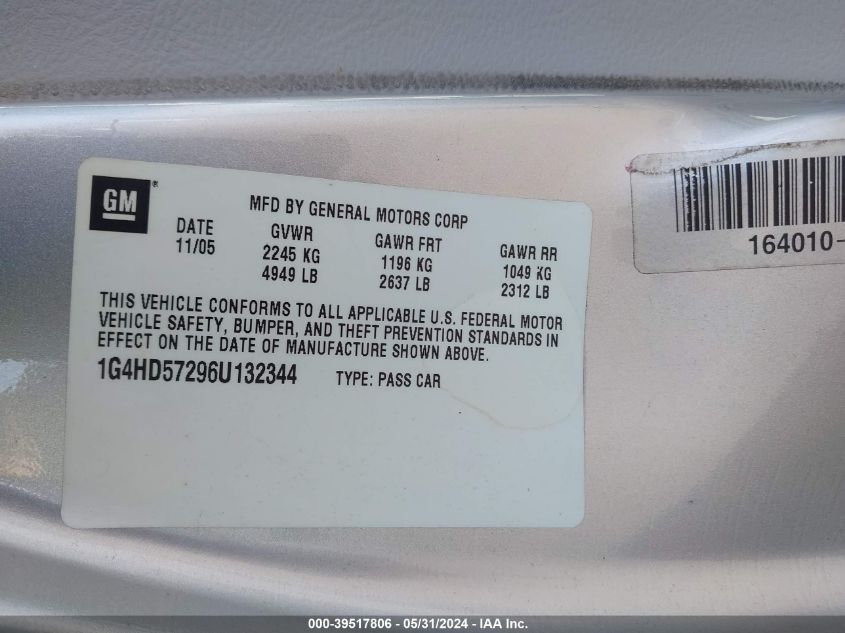 GM®
MFD BY GENERAL MOTORS CORP
DATE GVWR GAWR FRT GAWR RR
11/05 2245 KG 1196 KG 1049 KG
4949 LB 2637 LB 2312 LB
THIS VEHICLE CONFORMS TO ALL APPLICABLE U.S. FEDERAL MOTOR
VEHICLE SAFETY, BUMPER, AND THEFT PREVENTION STANDARDS IN
EFFECT ON THE DATE OF MANUFACTURE SHOWN ABOVE.
1G4HD57296U132344 TYPE: PASS CAR
164010-
000-39517806 - 05/31/2024 - IAA Inc.